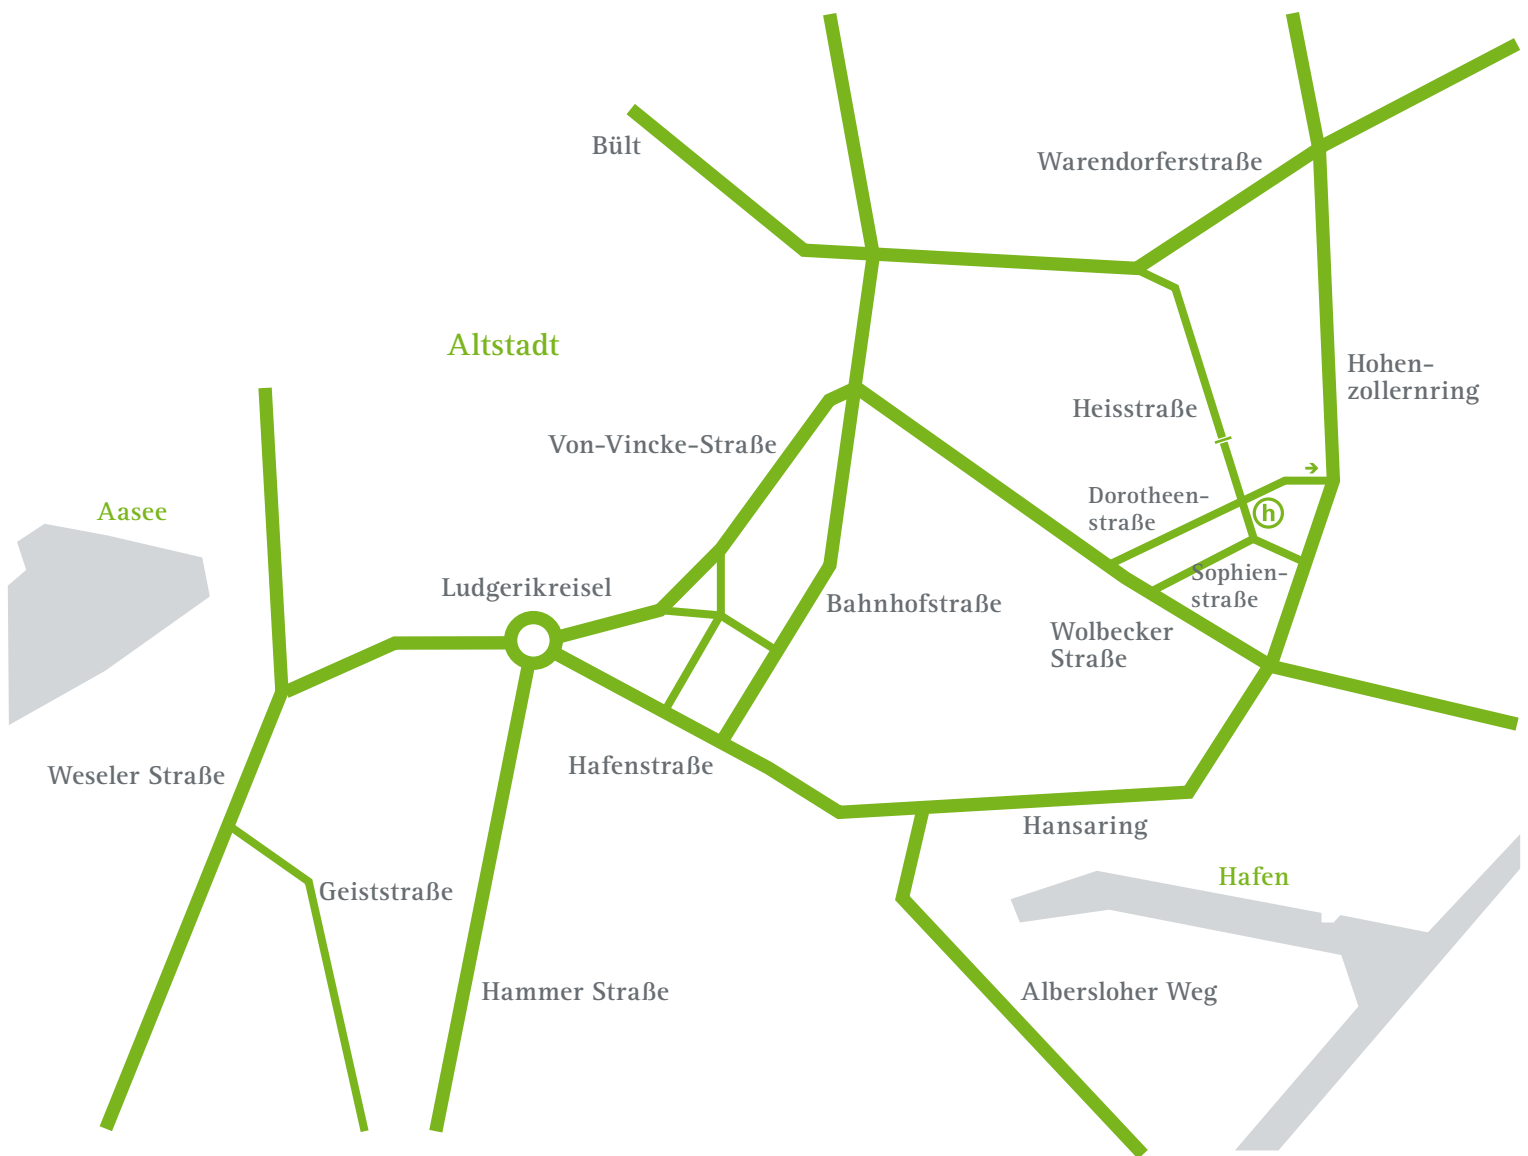 Bült
Warendorferstraße
Altstadt
Hohen-
zollernring
Heisstraße
Von-Vincke-Straße
Dorotheen-
straße
Aasee
h
Ludgerikreisel
Sophien-
straße
Bahnhofstraße
Wolbecker
Straße
Hafenstraße
Weseler Straße
Hansaring
Hafen
Geiststraße
Hammer Straße
Albersloher Weg